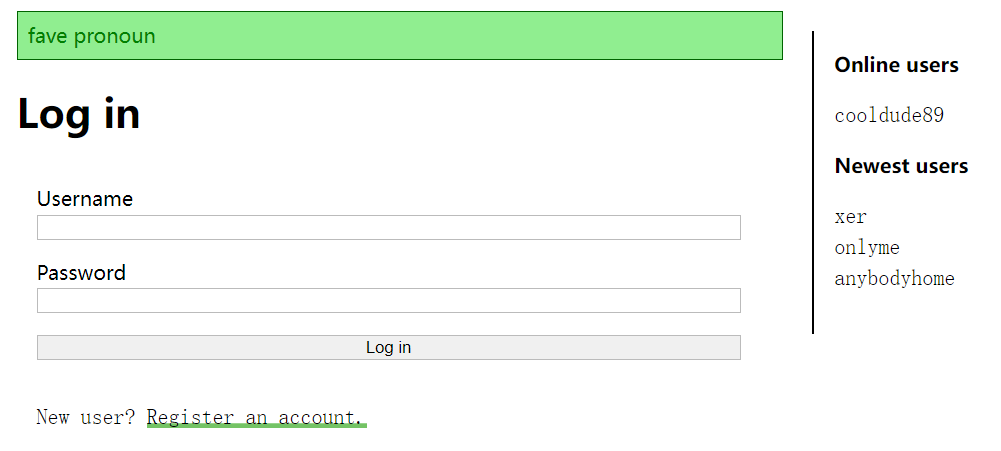 fave pronoun
Log in
Username
Password
Log in
New user? Register an account.
Online users
cooldude89
Newest users
xer
onlyme
anybodyhome